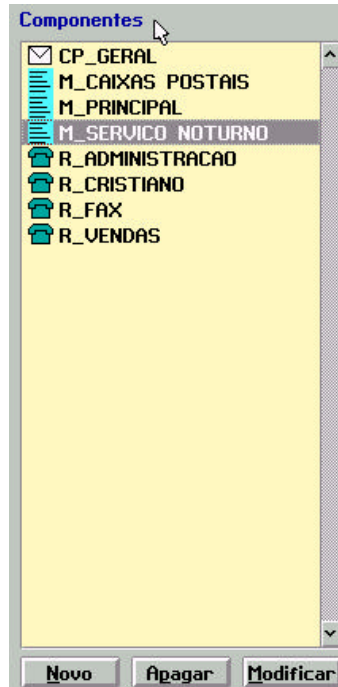 Componentes
CP_GERAL
M_CAIXAS POSTAIS
M_PRINCIPAL
M_SERVICO NOTURNO
R_ADMINISTRACAO
R_CRISTIANO
R_FAX
R_VENDAS
Novo Apagar Modificar